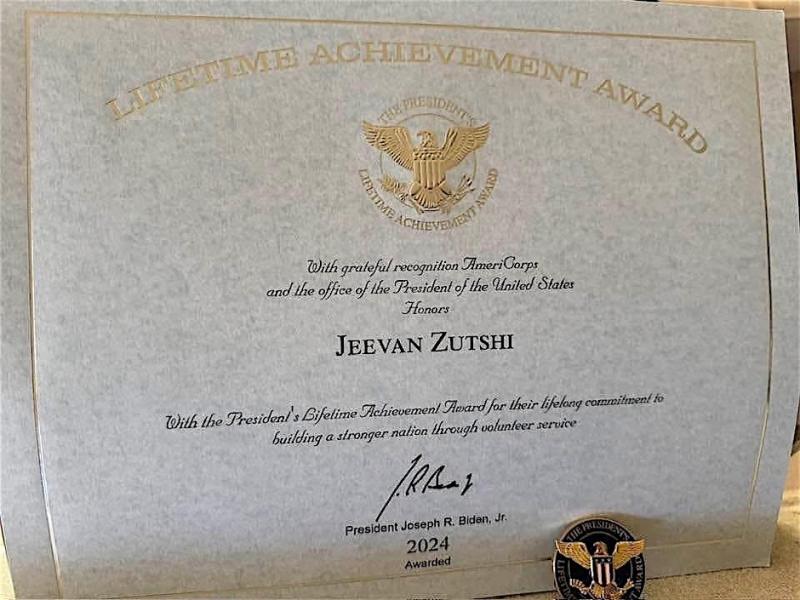 LIFETIME ACHIEVEMENT AWARD
THE PRESIDENT'S
LIFETIME ACHIEVEMENT AWARD
With grateful recognition AmeriCorps
and the office of the President of the United States
Honors
JEEVAN ZUTSHI
With the President's Lifetime Achievement Award for their lifelong commitment to
building a stronger nation through volunteer service
President Joseph R. Biden, Jr.
2024
Awarded
THE PRESIDENT'S
LIFETIME
AWARD